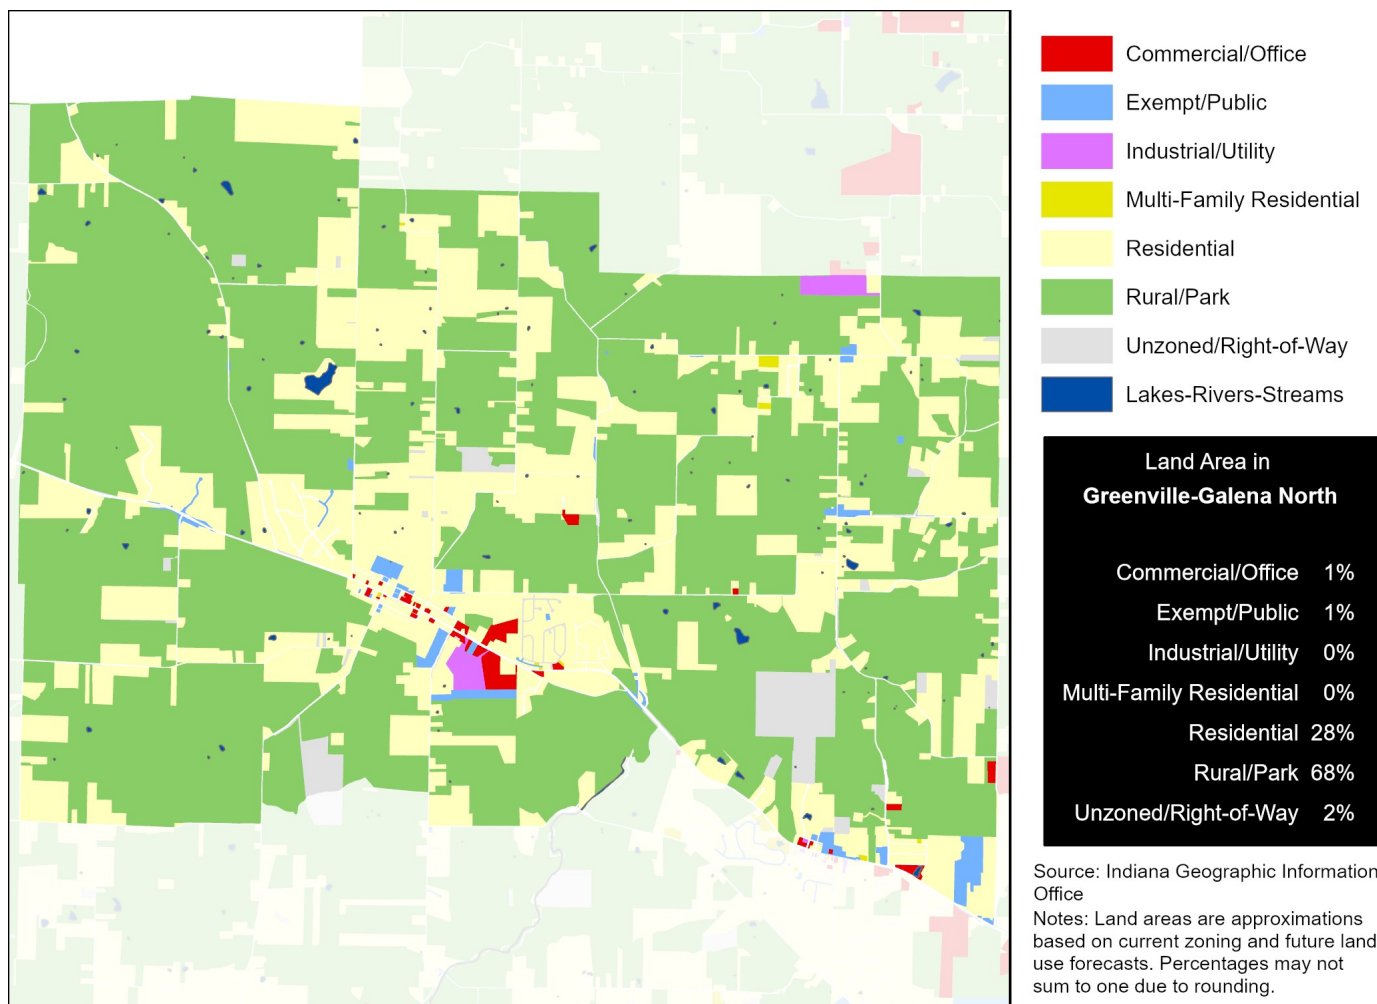 Commercial/Office
Exempt/Public
Industrial/Utility
Multi-Family Residential
Residential
Rural/Park
Unzoned/Right-of-Way
Lakes-Rivers-Streams
Land Area in
Greenville-Galena North
Commercial/Office 1%
Exempt/Public 1%
Industrial/Utility 0%
Multi-Family Residential 0%
Residential 28%
Rural/Park 68%
Unzoned/Right-of-Way 2%
Source: Indiana Geographic Information
Office
Notes: Land areas are approximations
based on current zoning and future land
use forecasts. Percentages may not
sum to one due to rounding.